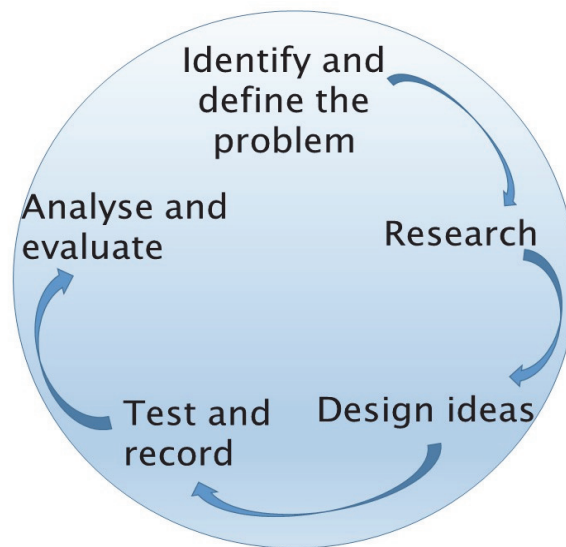 Identify and
define the
problem
Research
Design ideas
Test and
record
Analyse and
evaluate